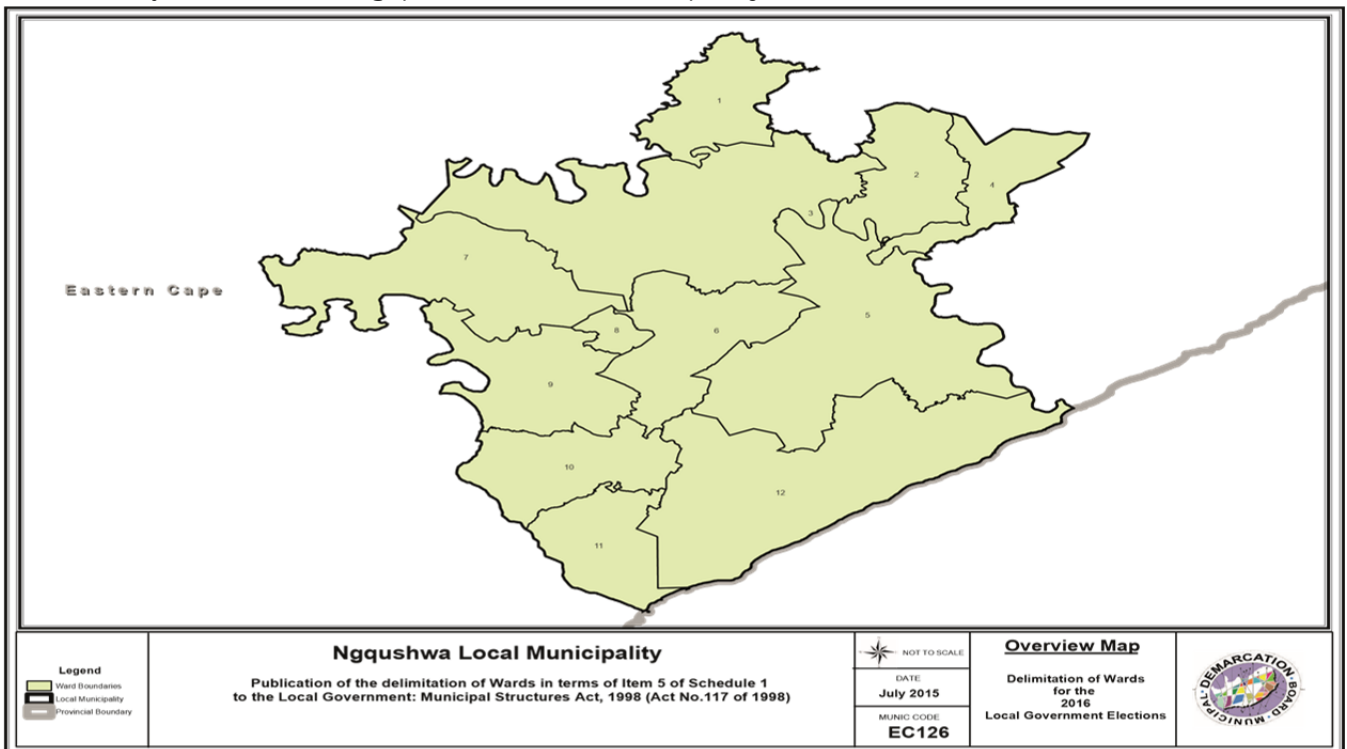 1
2
4
3
7
Eastern Cape
5
8
6
9
10
12
11
Legend
Ward Boundaries
Local Municipality
Provincial Boundary
Ngqushwa Local Municipality
Publication of the delimitation of Wards in terms of Item 5 of Schedule 1
to the Local Government: Municipal Structures Act, 1998 (Act No.117 of 1998)
NOT TO SCALE
DATE
July 2015
MUNIC CODE
EC126
Overview Map
Delimitation of Wards
for the
2016
Local Government Elections
MUNICIPAL DEMARCATION BOARD